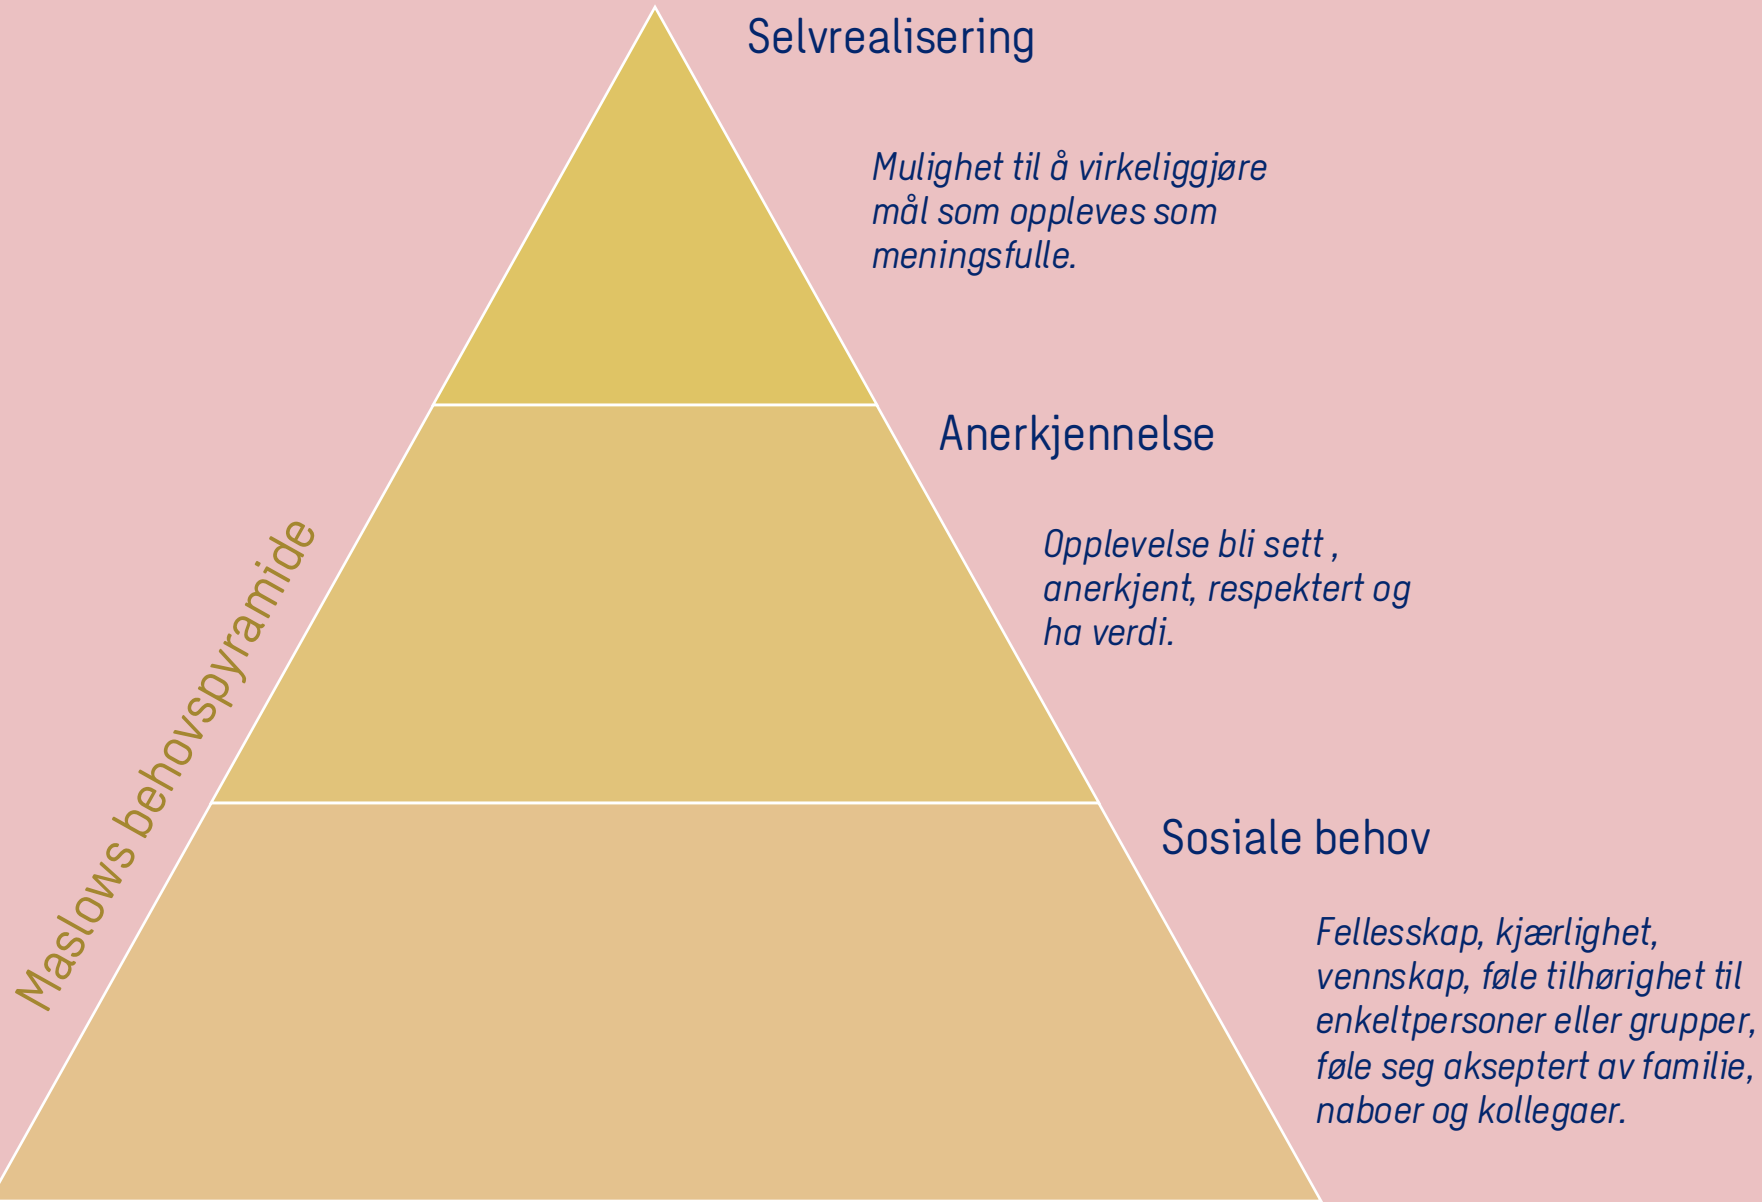 Selvrealisering
Mulighet til å virkeliggjøre
mål som oppleves som
meningsfulle.
Anerkjennelse
Opplevelse bli sett ,
anerkjent, respektert og
ha verdi.
Maslows behovspyramide
Sosiale behov
Fellesskap, kjærlighet,
vennskap, føle tilhørighet til
enkeltpersoner eller grupper,
føle seg akseptert av familie,
naboer og kollegaer.